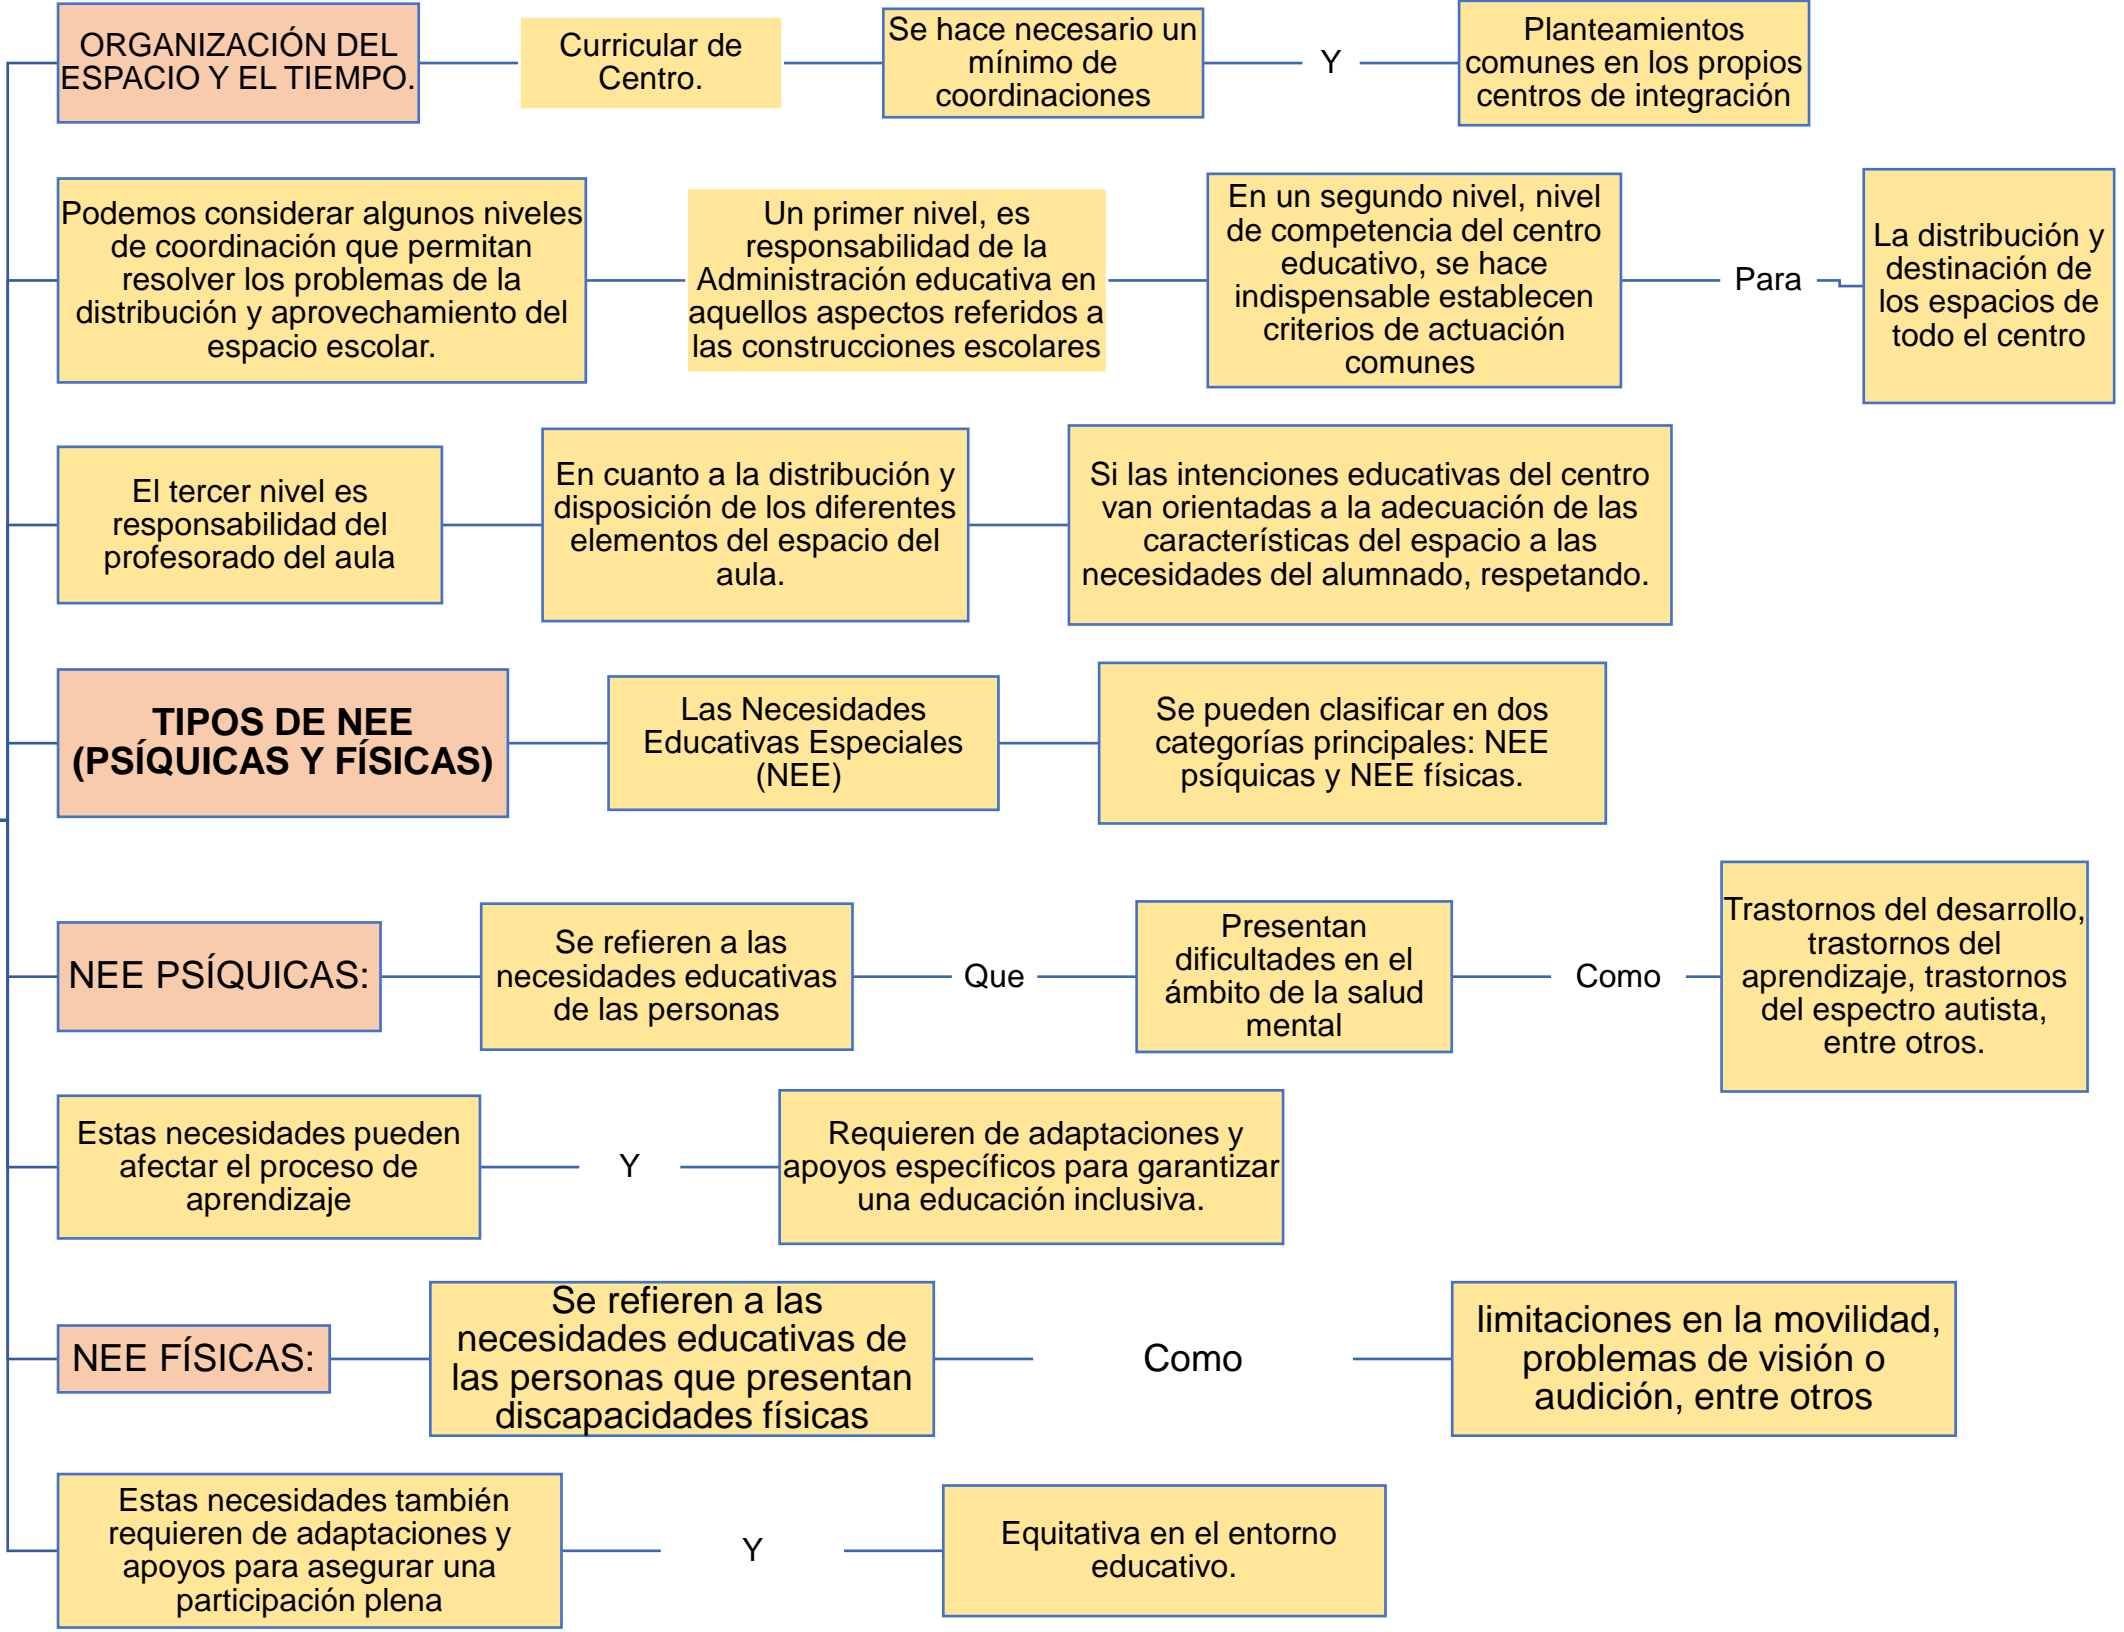 ORGANIZACIÓN DEL
ESPACIO Y EL TIEMPO.
Curricular de
Centro.
Se hace necesario un
mínimo de
coordinaciones
Y
Planteamientos
comunes en los propios
centros de integración
Podemos considerar algunos niveles
de coordinación que permitan
resolver los problemas de la
distribución y aprovechamiento del
espacio escolar.
Un primer nivel, es
responsabilidad de la
Administración educativa en
aquellos aspectos referidos a
las construcciones escolares
En un segundo nivel, nivel
de competencia del centro
educativo, se hace
indispensable establecen
criterios de actuación
comunes
Para
La distribución y
destinación de
los espacios de
todo el centro
El tercer nivel es
responsabilidad del
profesorado del aula
En cuanto a la distribución y
disposición de los diferentes
elementos del espacio del
aula.
Si las intenciones educativas del centro
van orientadas a la adecuación de las
características del espacio a las
necesidades del alumnado, respetando.
TIPOS DE NEE
(PSÍQUICAS Y FÍSICAS)
Las Necesidades
Educativas Especiales
(NEE)
Se pueden clasificar en dos
categorías principales: NEE
psíquicas y NEE físicas.
NEE PSÍQUICAS:
Se refieren a las
necesidades educativas
de las personas
Que
Presentan
dificultades en el
ámbito de la salud
mental
Como
Trastornos del desarrollo,
trastornos del
aprendizaje, trastornos
del espectro autista,
entre otros.
Estas necesidades pueden
afectar el proceso de
aprendizaje
Y
Requieren de adaptaciones y
apoyos específicos para garantizar
una educación inclusiva.
NEE FÍSICAS:
Se refieren a las
necesidades educativas de
las personas que presentan
discapacidades físicas
Como
limitaciones en la movilidad,
problemas de visión o
audición, entre otros
Estas necesidades también
requieren de adaptaciones y
apoyos para asegurar una
participación plena
Y
Equitativa en el entorno
educativo.